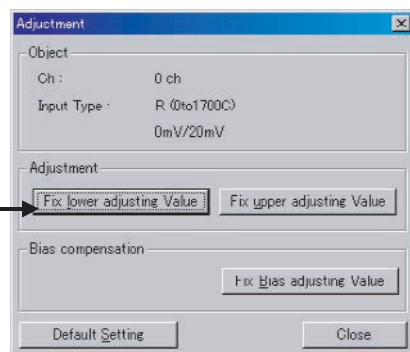 Adjuctment
Object
Ch : 0 ch
Input Type : R (0to1700C)
0mV/20mV
Adjustment
Fix lower adjusting Value Fix upper adjusting Value
Bias compensation
Fix Bias adjusting Value
Default Setting Close